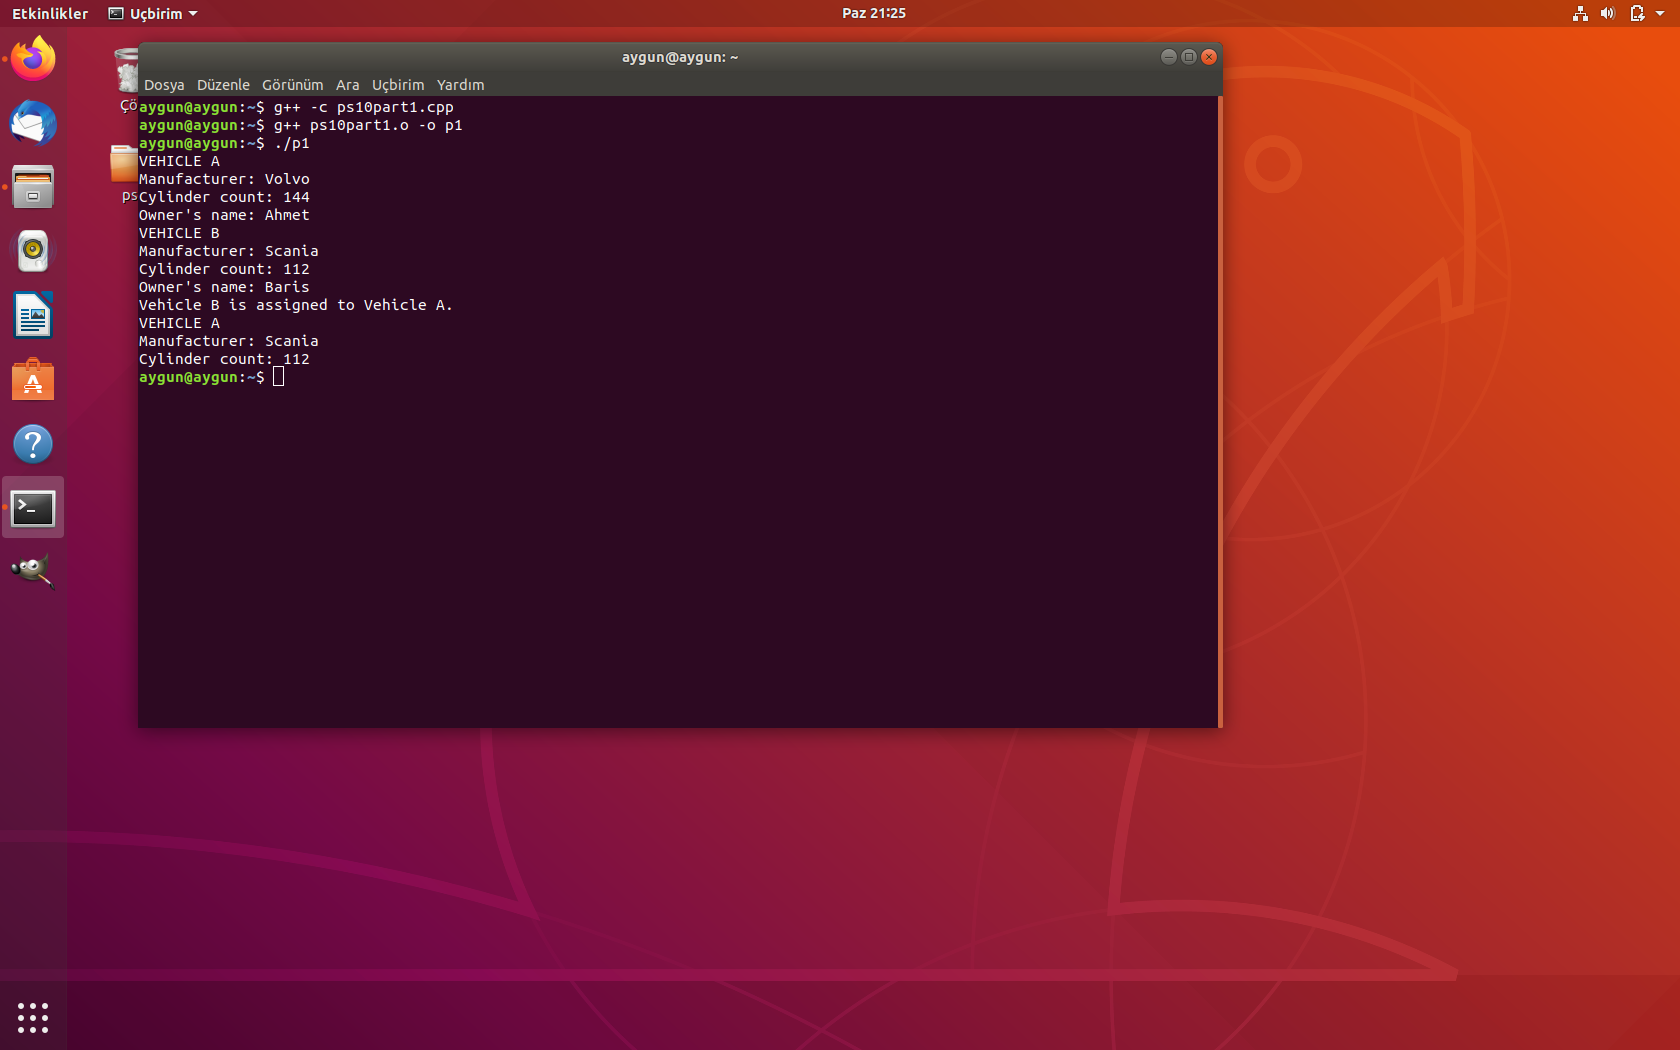 Etkinlikler
Uçbirim
Paz 21:25
aygun@aygun: ~
Dosya Düzenle Görünüm Ara Uçbirim Yardım
Çö
ps
aygun@aygun:~$ g++ -c ps10part1.cpp
aygun@aygun:~$ g++ ps10part1.o -o p1
aygun@aygun:~$ ./p1
VEHICLE A
Manufacturer: Volvo
Cylinder count: 144
Owner's name: Ahmet
VEHICLE B
Manufacturer: Scania
Cylinder count: 112
Owner's name: Baris
Vehicle B is assigned to Vehicle A.
VEHICLE A
Manufacturer: Scania
Cylinder count: 112
aygun@aygun:~$